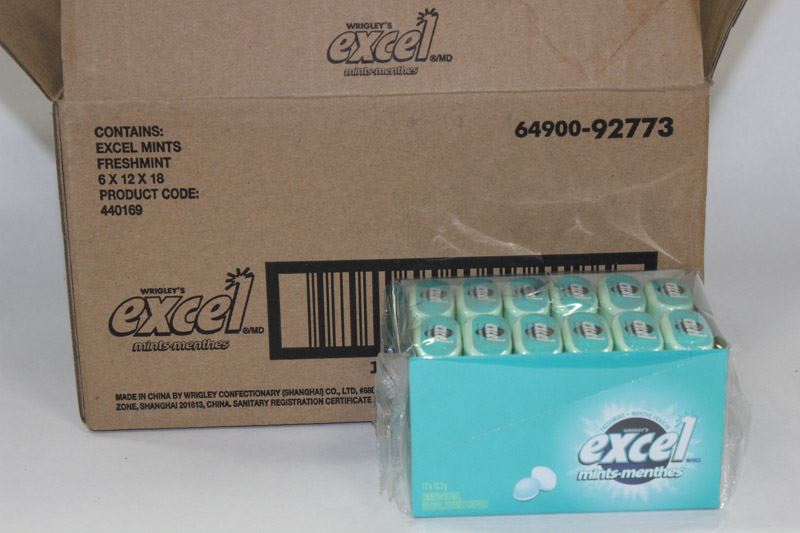 WRIGLEY'S
excel ®/MD
mints-menthes
CONTAINS:
EXCEL MINTS
FRESHMINT
6 X 12 X 18
PRODUCT CODE:
440169
64900-92773
WRIGLEY'S
excel ®/MD
mints-menthes
MADE IN CHINA BY WRIGLEY CONFECTIONARY (SHANGHAI) CO., LTD,
ZONE, SHANGHAI 201613, CHINA. SANITARY REGISTRATION CERTIFICATE
WRIGLEY'S
excel ®/MD
mints-menthes